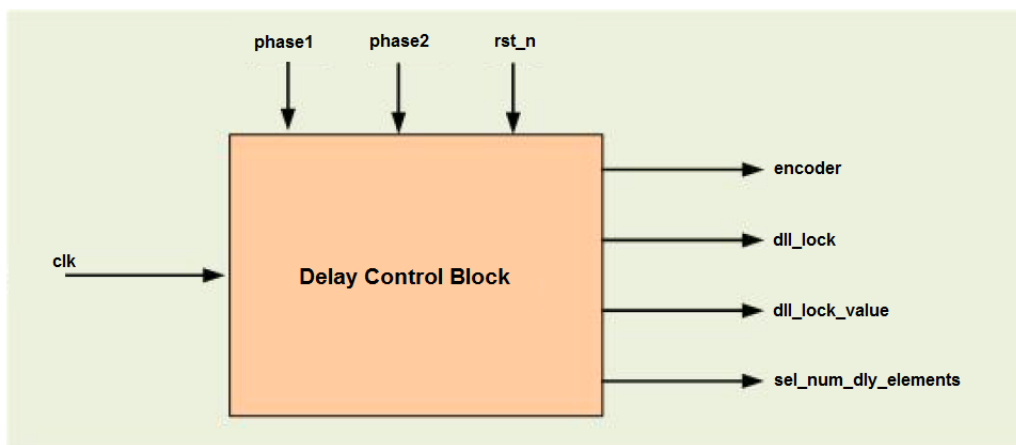 phase1 phase2 rst_n
encoder
dll_lock
clk
Delay Control Block
dll_lock_value
sel_num_dly_elements